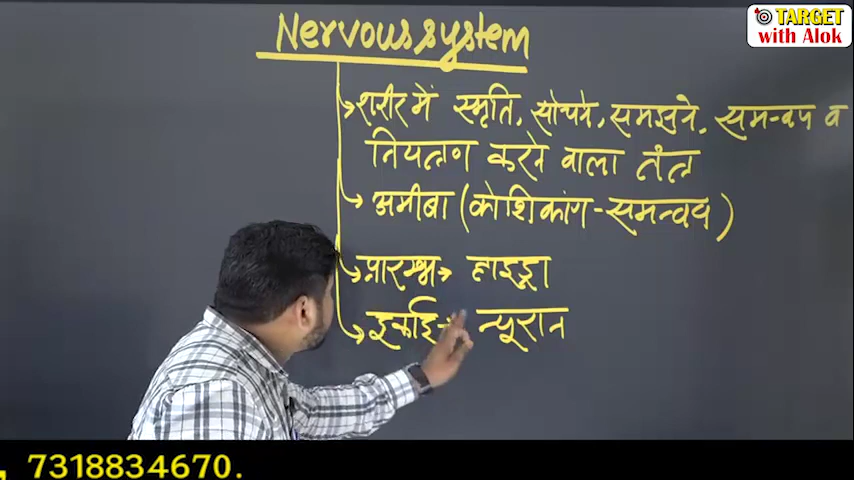 TARGET
with Alok
Nervous system
शरीर में स्मृति, सोचने, समझने, समन्वय व
नियत्रण करने वाला तंत्र
अमीबा (कोशिकांग - समन्वय)
प्रारम्भ → हाइड्रा
इकाई → न्यूरान
, 7318834670.